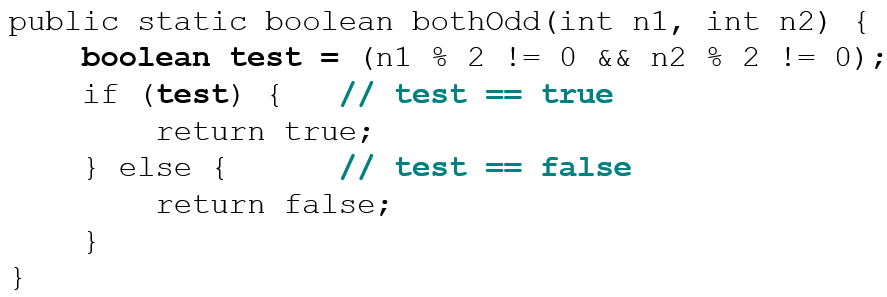 public static boolean bothOdd(int n1, int n2) {
    boolean test = (n1 % 2 != 0 && n2 % 2 != 0);
    if (test) {   // test == true
        return true;
    } else {      // test == false
        return false;
    }
}